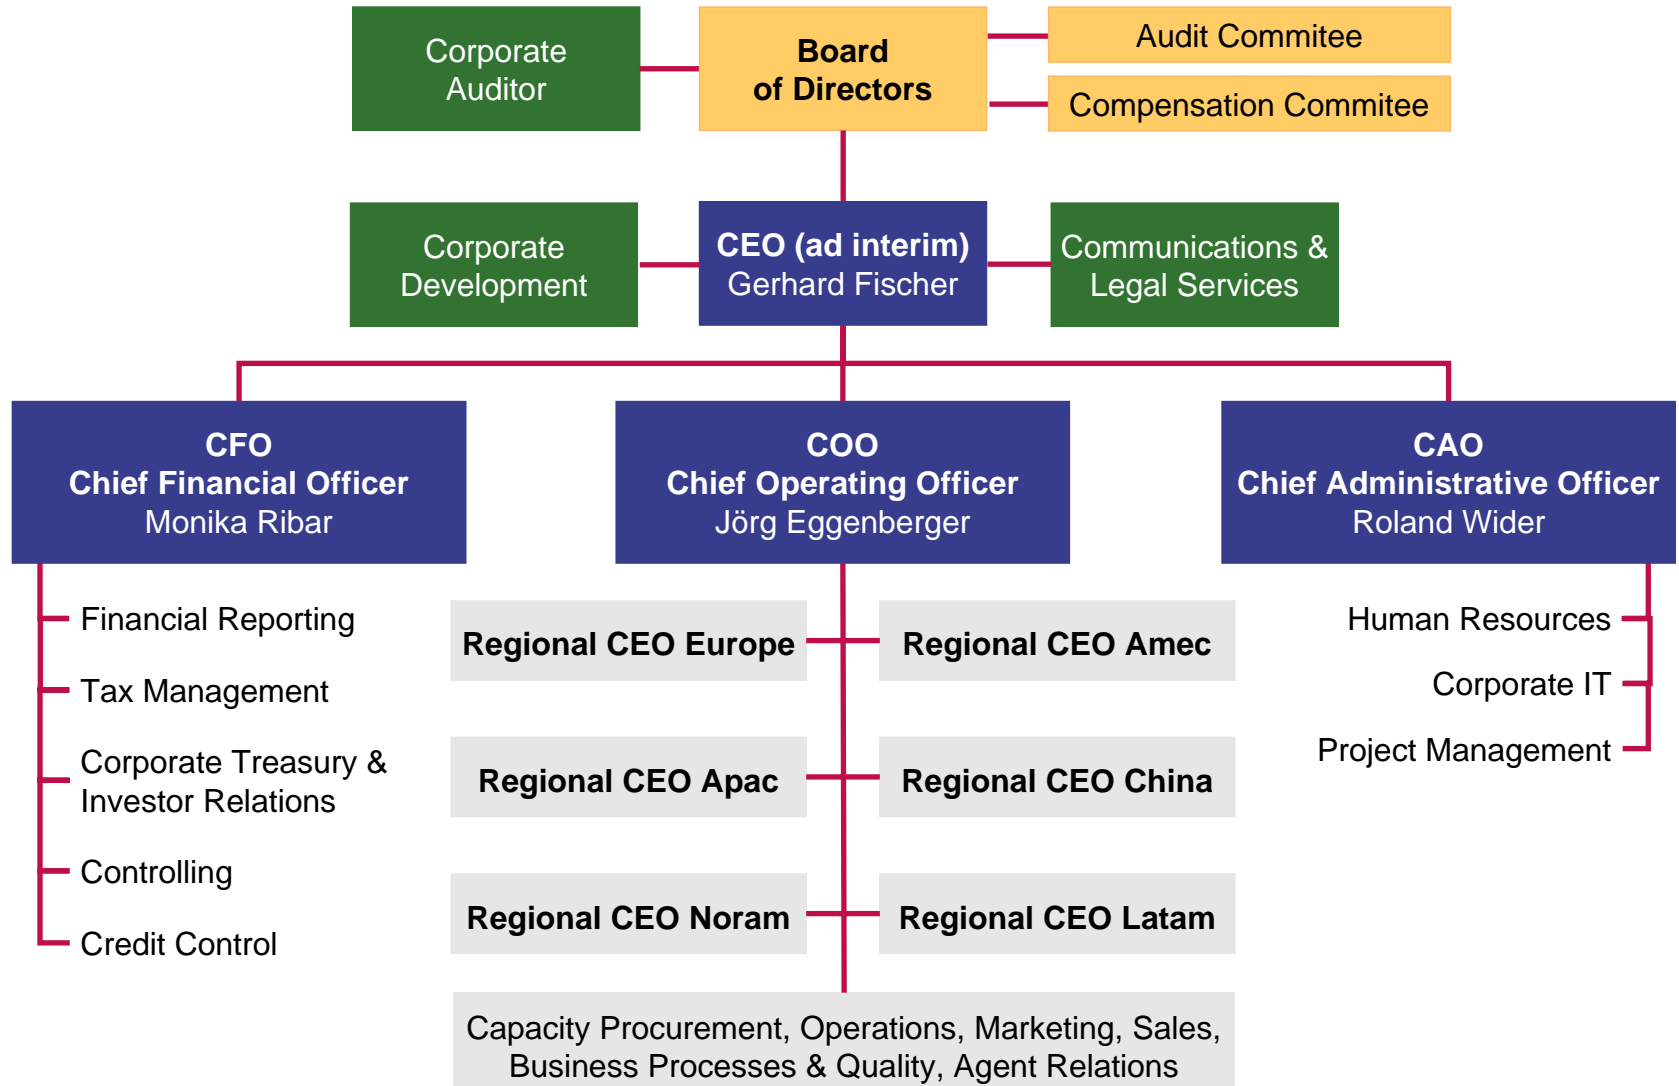 Corporate
Auditor
Board
of Directors
Audit Commitee
Compensation Commitee
Corporate
Development
CEO (ad interim)
Gerhard Fischer
Communications &
Legal Services
CFO
Chief Financial Officer
Monika Ribar
COO
Chief Operating Officer
Jörg Eggenberger
CAO
Chief Administrative Officer
Roland Wider
Financial Reporting
Tax Management
Corporate Treasury &
Investor Relations
Controlling
Credit Control
Regional CEO Europe
Regional CEO Amec
Regional CEO Apac
Regional CEO China
Regional CEO Noram
Regional CEO Latam
Capacity Procurement, Operations, Marketing, Sales,
Business Processes & Quality, Agent Relations
Human Resources
Corporate IT
Project Management